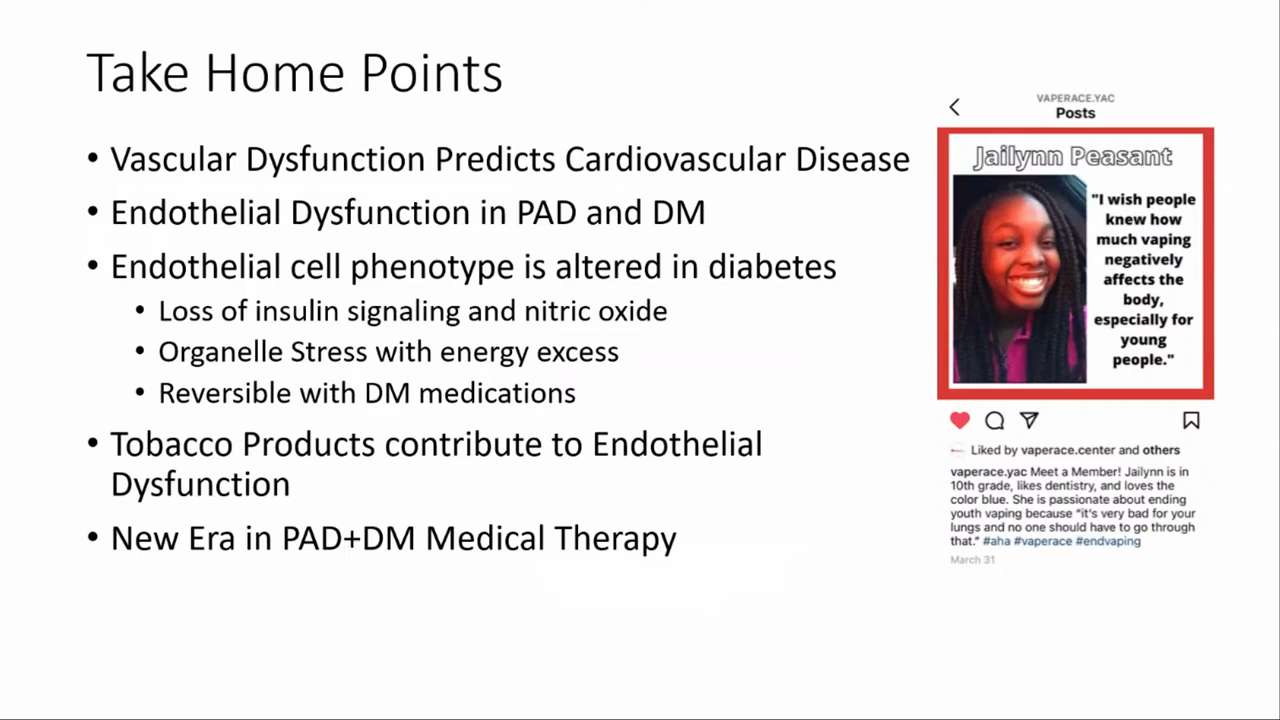 Take Home Points
• Vascular Dysfunction Predicts Cardiovascular Disease
• Endothelial Dysfunction in PAD and DM
• Endothelial cell phenotype is altered in diabetes
• Loss of insulin signaling and nitric oxide
• Organelle Stress with energy excess
• Reversible with DM medications
• Tobacco Products contribute to Endothelial
Dysfunction
• New Era in PAD+DM Medical Therapy
VAPERACE.YAC
Posts
Jailynn Peasant
"I wish people
knew how
much vaping
negatively
affects the
body,
especially for
young
people."
Liked by vaperace.center and others
vaperace.yac Meet a Member! Jailynn is in
10th grade, likes dentistry, and loves the
color blue. She is passionate about ending
youth vaping because "it's very bad for your
lungs and no one should have to go through
that." #aha #vaperace #endvaping
March 31